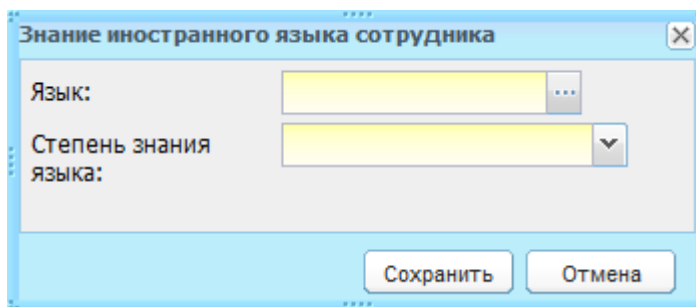 Знание иностранного языка сотрудника
Язык:
Степень знания
языка:
Сохранить Отмена